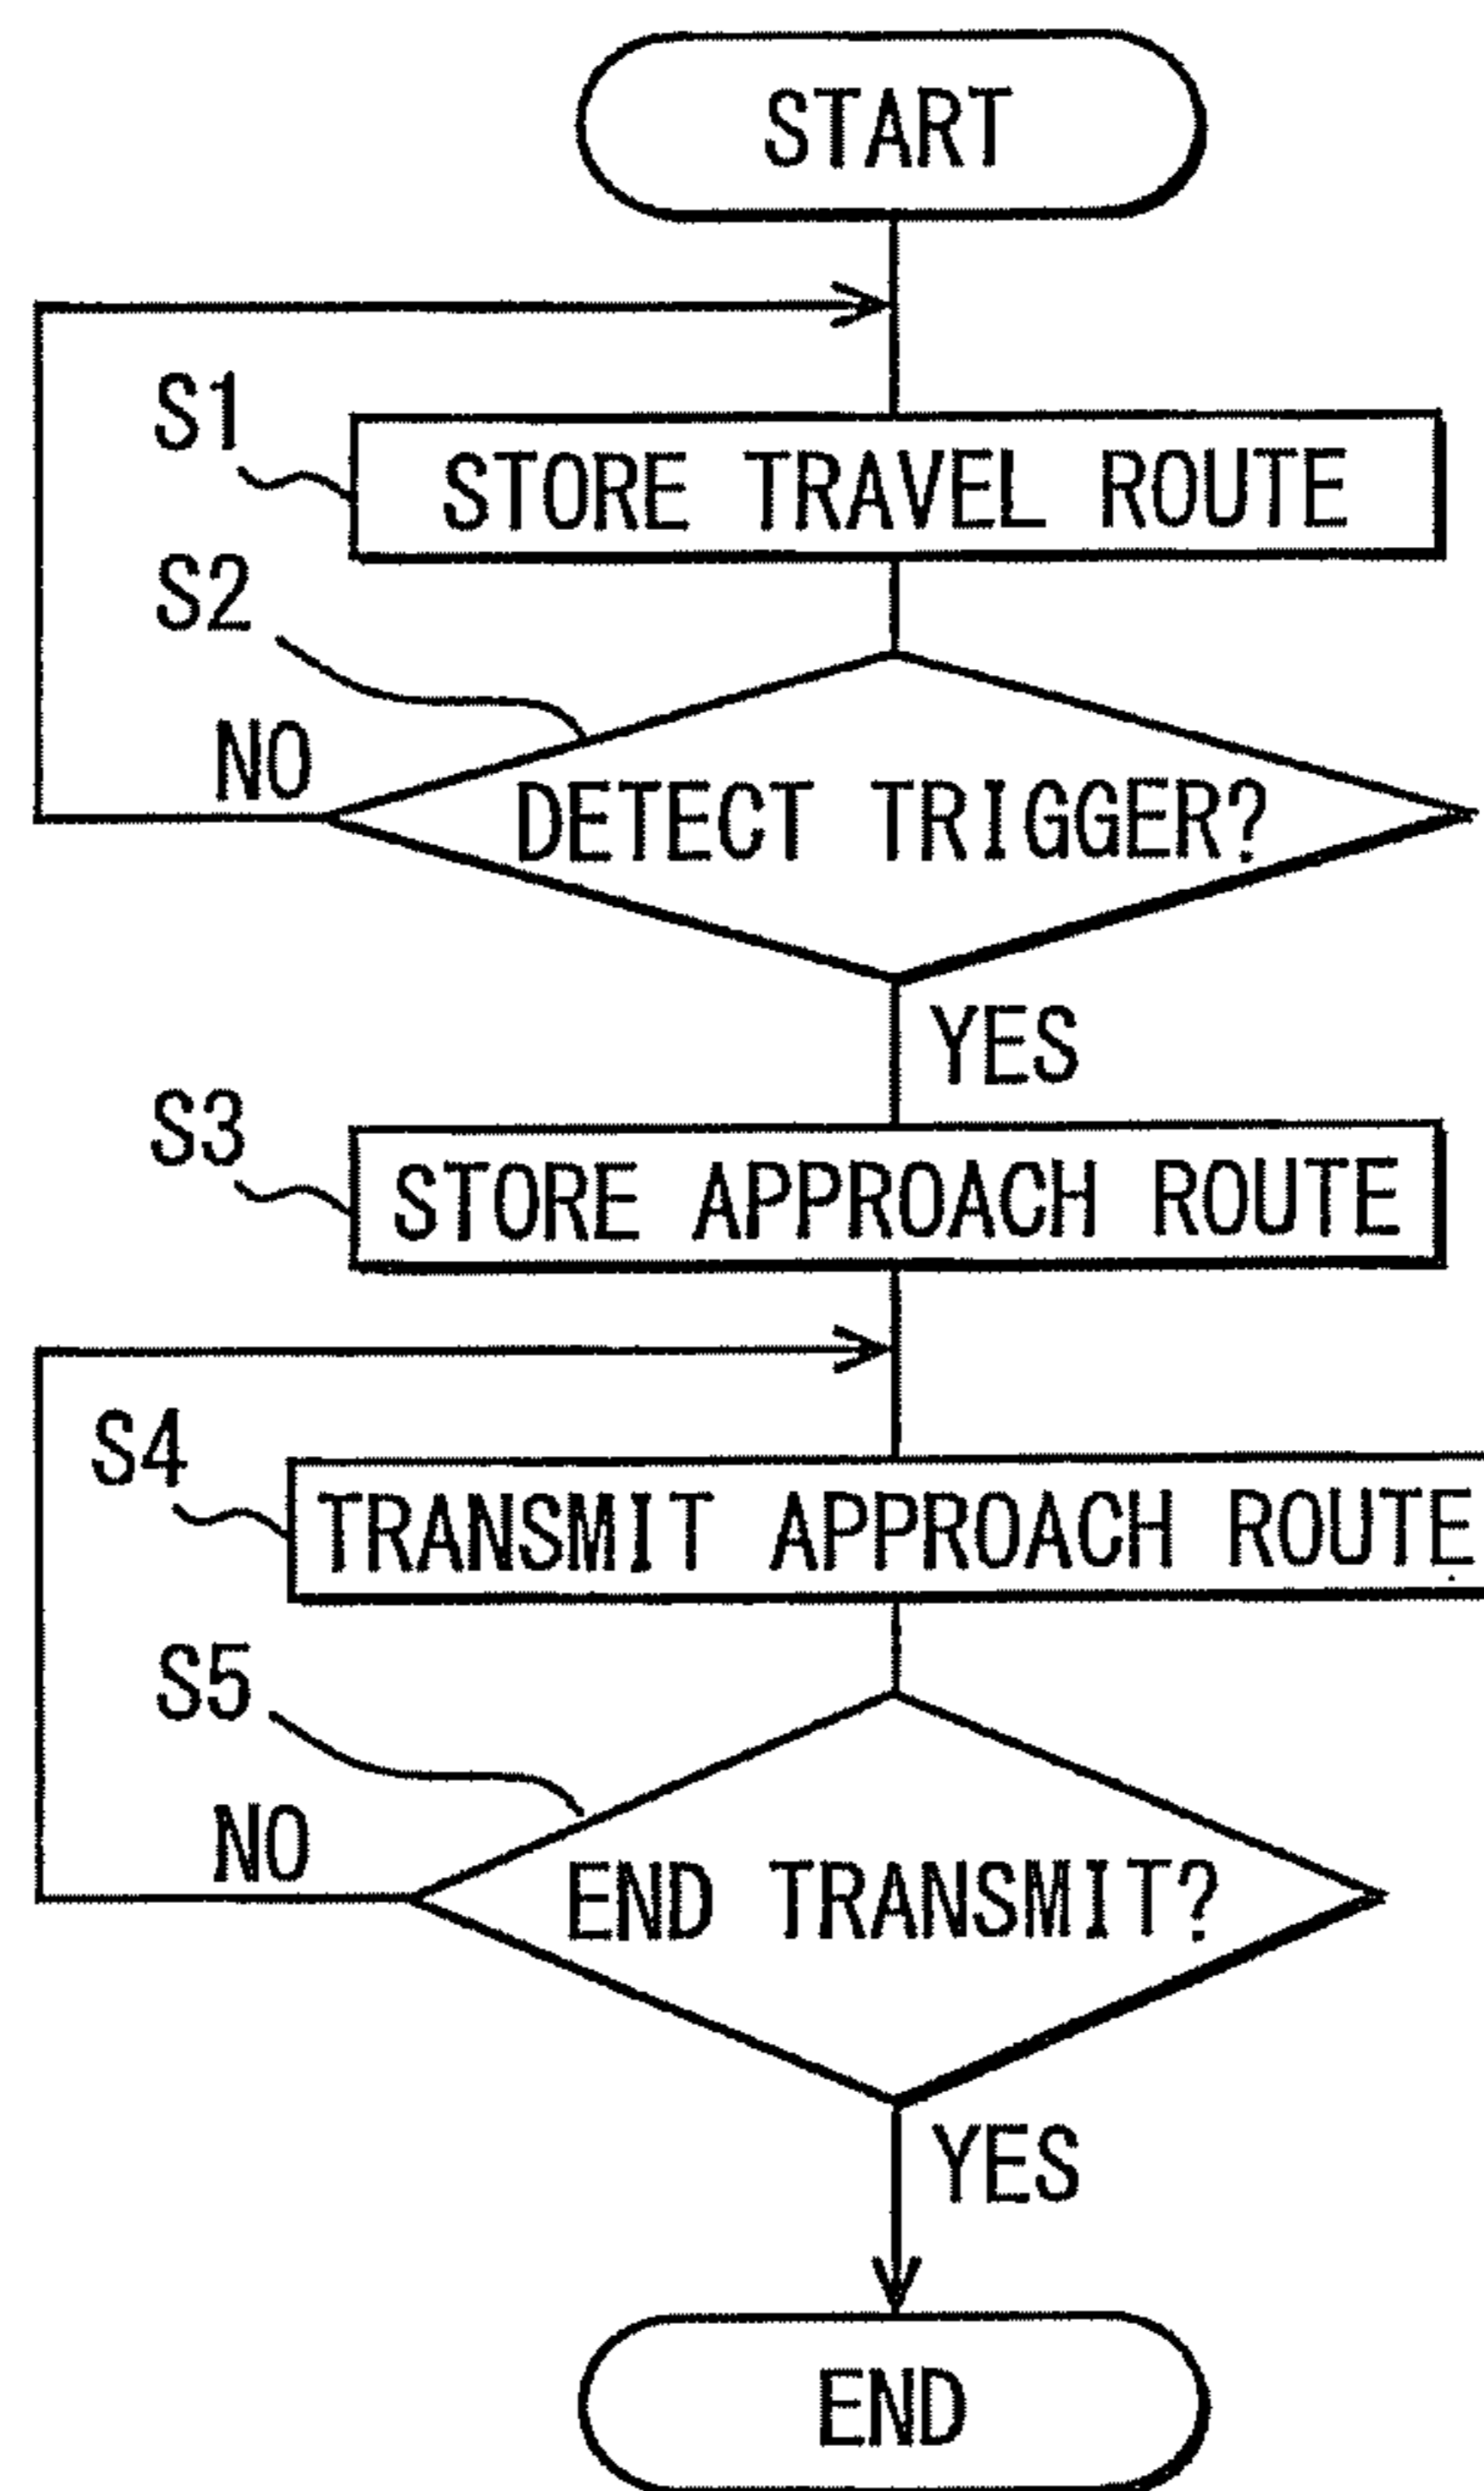 START
S1
STORE TRAVEL ROUTE
S2
NO
DETECT TRIGGER?
YES
S3
STORE APPROACH ROUTE
S4
TRANSMIT APPROACH ROUTE
S5
NO
END TRANSMIT?
YES
END